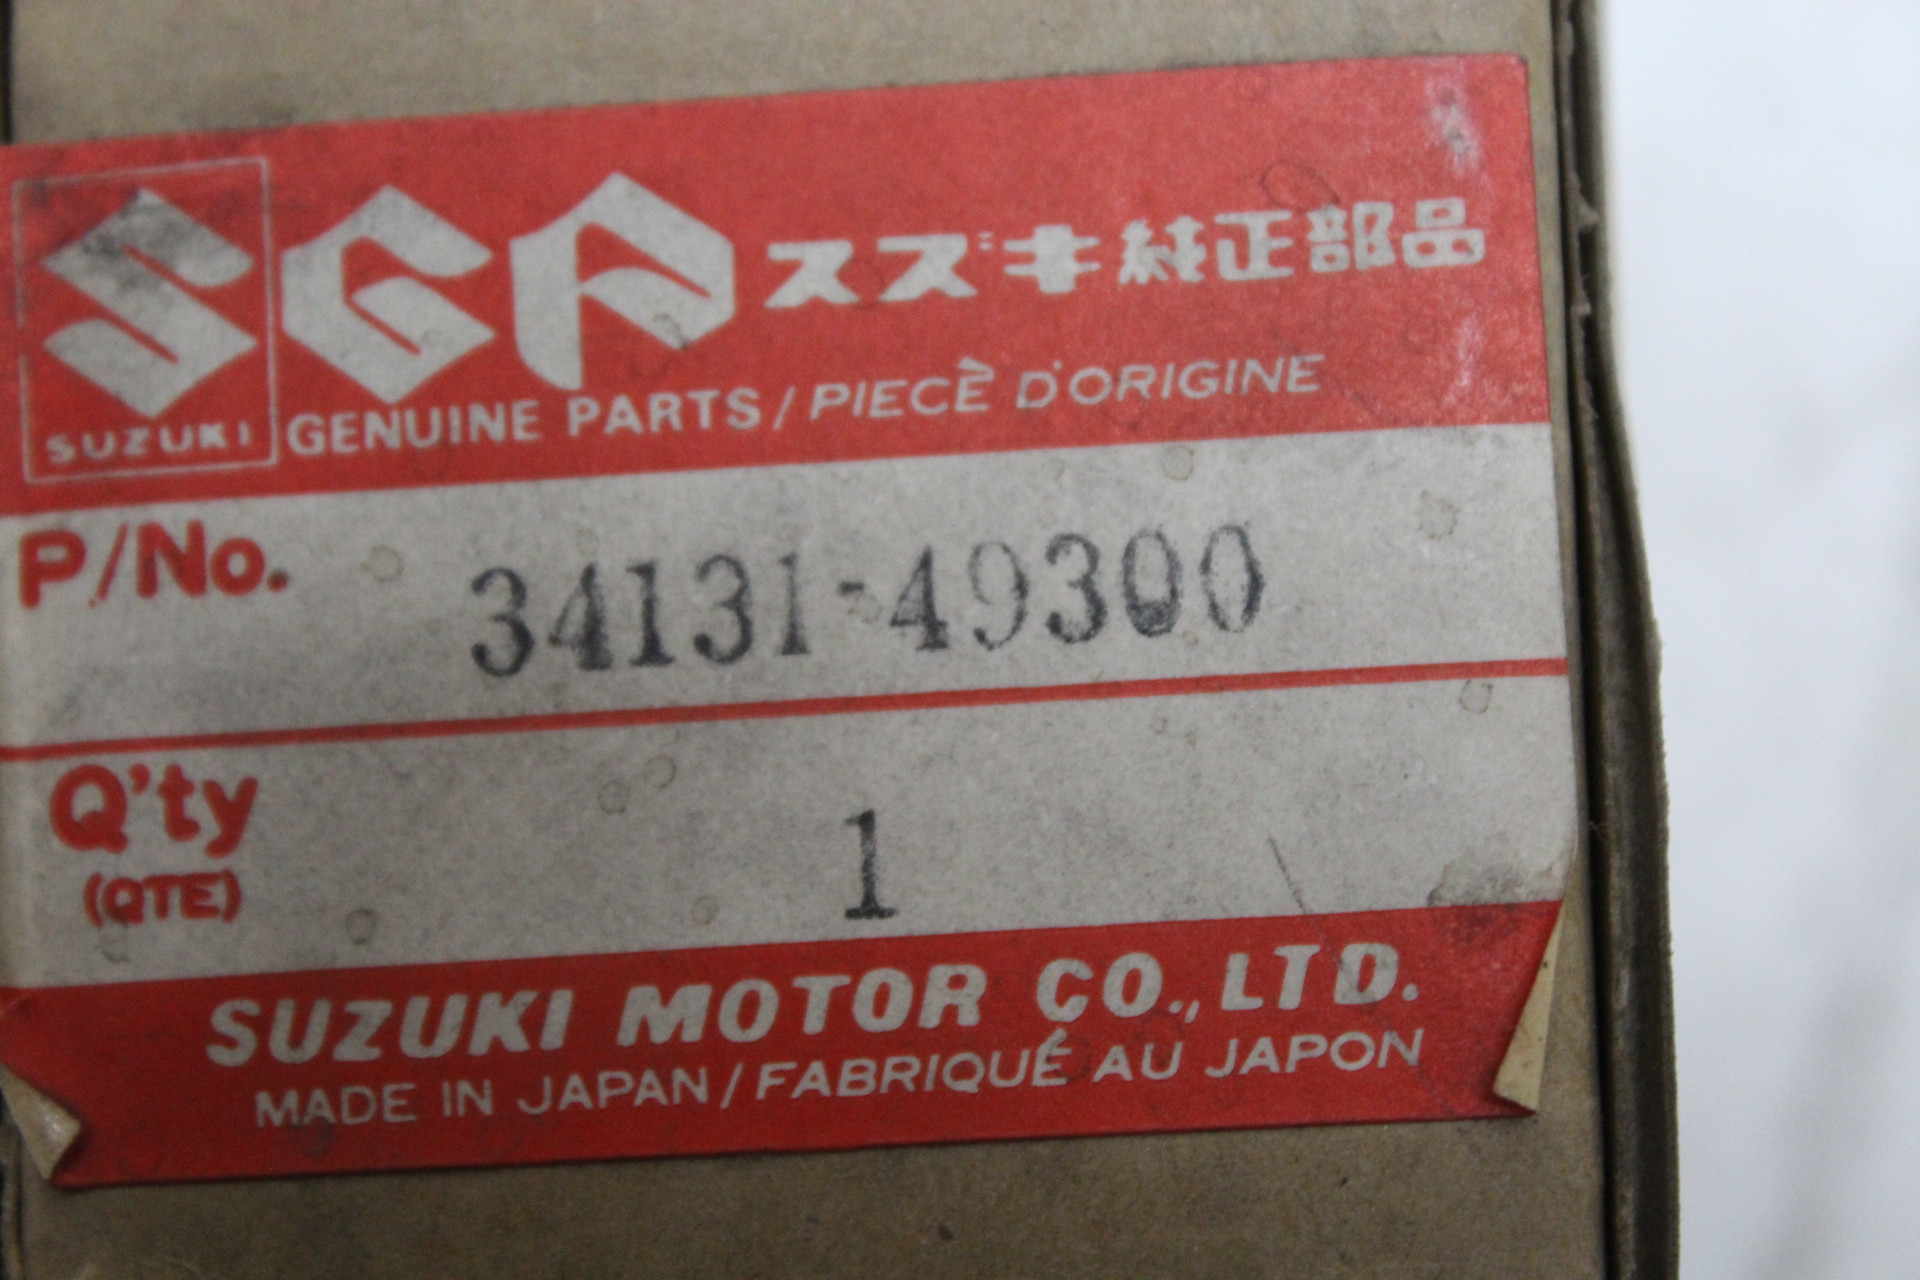 SGP スズキ純正部品
SUZUKI GENUINE PARTS / PIECÈ D'ORIGINE
P/No. 34131-49300
Q'ty 1
(QTE)
SUZUKI MOTOR CO., LTD.
MADE IN JAPAN / FABRIQUÉ AU JAPON